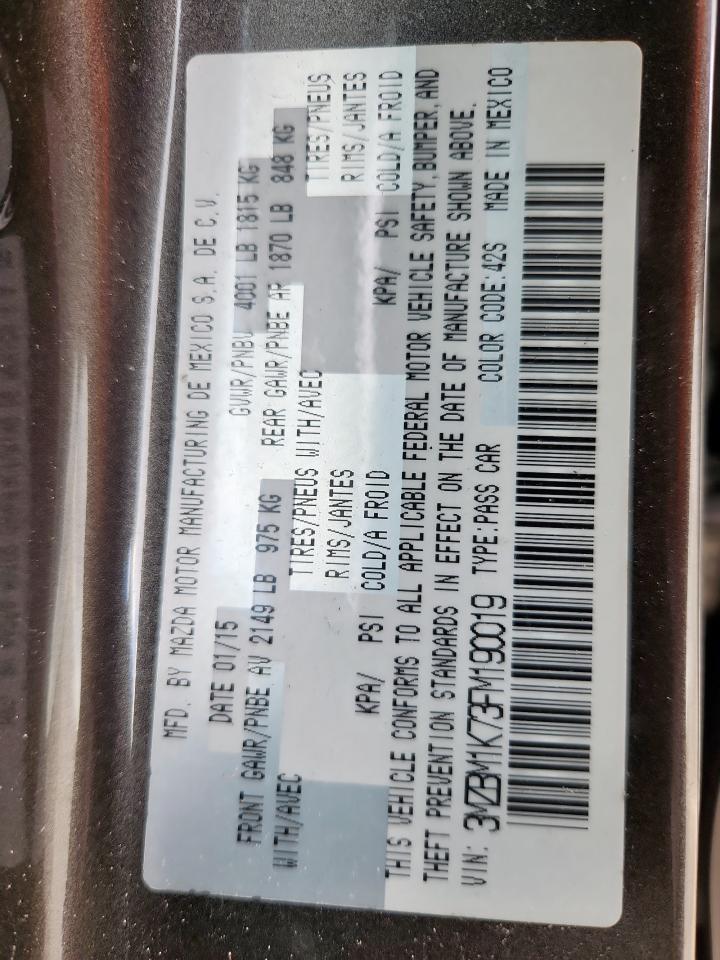 MFD. BY MAZDA MOTOR MANUFACTURING DE MEXICO S.A. DE C.V.
DATE 01/15 GVWR/PNBV 4001 LB 1815 KG
FRONT GAWR/PNBE AV 2149 LB 975 KG REAR GAWR/PNBE AR 1870 LB 848 KG
WITH/AVEC TIRES/PNEUS WITH/AVEC TIRES/PNEUS
RIMS/JANTES RIMS/JANTES
KPA/ PSI COLD/A FROID KPA/ PSI COLD/A FROID
THIS VEHICLE CONFORMS TO ALL APPLICABLE FEDERAL MOTOR VEHICLE SAFETY, BUMPER, AND
THEFT PREVENTION STANDARDS IN EFFECT ON THE DATE OF MANUFACTURE SHOWN ABOVE.
VIN: 3MZBM1K73FM190019 TYPE:PASS CAR COLOR CODE:42S MADE IN MEXICO